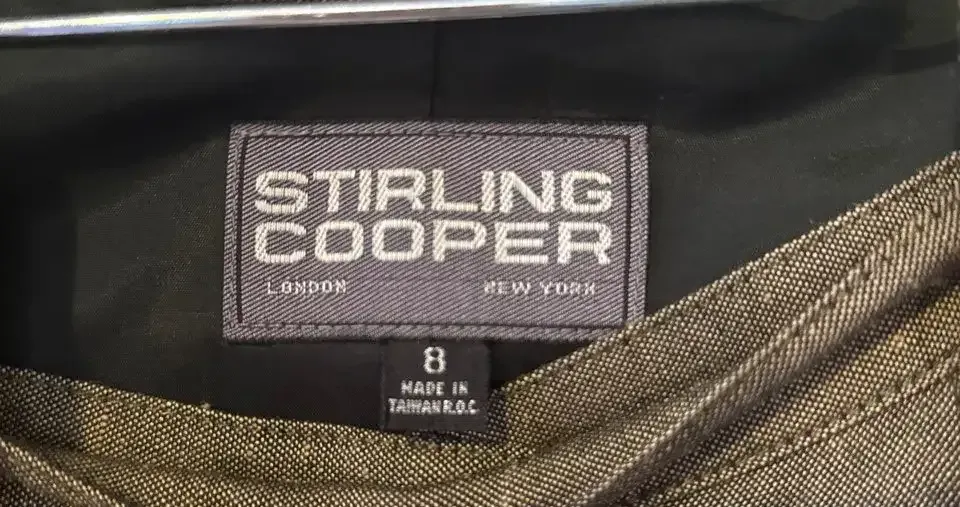 STIRLING
COOPER
LONDON NEW YORK
8
MADE IN
TAIWAN R.O.C